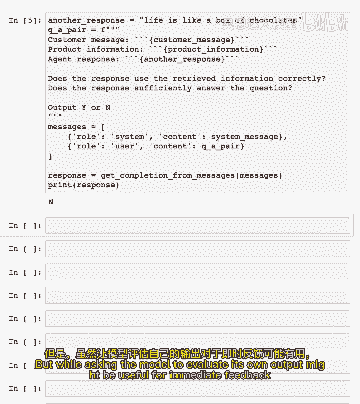 In [5]: another_response = "life is like a box of chocolates"
q_a_pair = f"""
Customer message: ```{customer_message}```
Product information: ```{product_information}```
Agent response: ```{another_response}```
Does the response use the retrieved information correctly?
Does the response sufficiently answer the question?
Output Y or N
"""
messages = [
{'role': 'system', 'content': system_message},
{'role': 'user', 'content': q_a_pair}
]
response = get_completion_from_messages(messages)
print(response)
N
In [ ]:
In [ ]:
In [ ]:
In [ ]:
In [ ]:
In [ ]:
In [ ]:
但是，虽然让模型评估自己的输出对于即时反馈可能有用，
But while asking the model to evaluate its own output mig
ht be useful for immediate feedback
In [ ]: